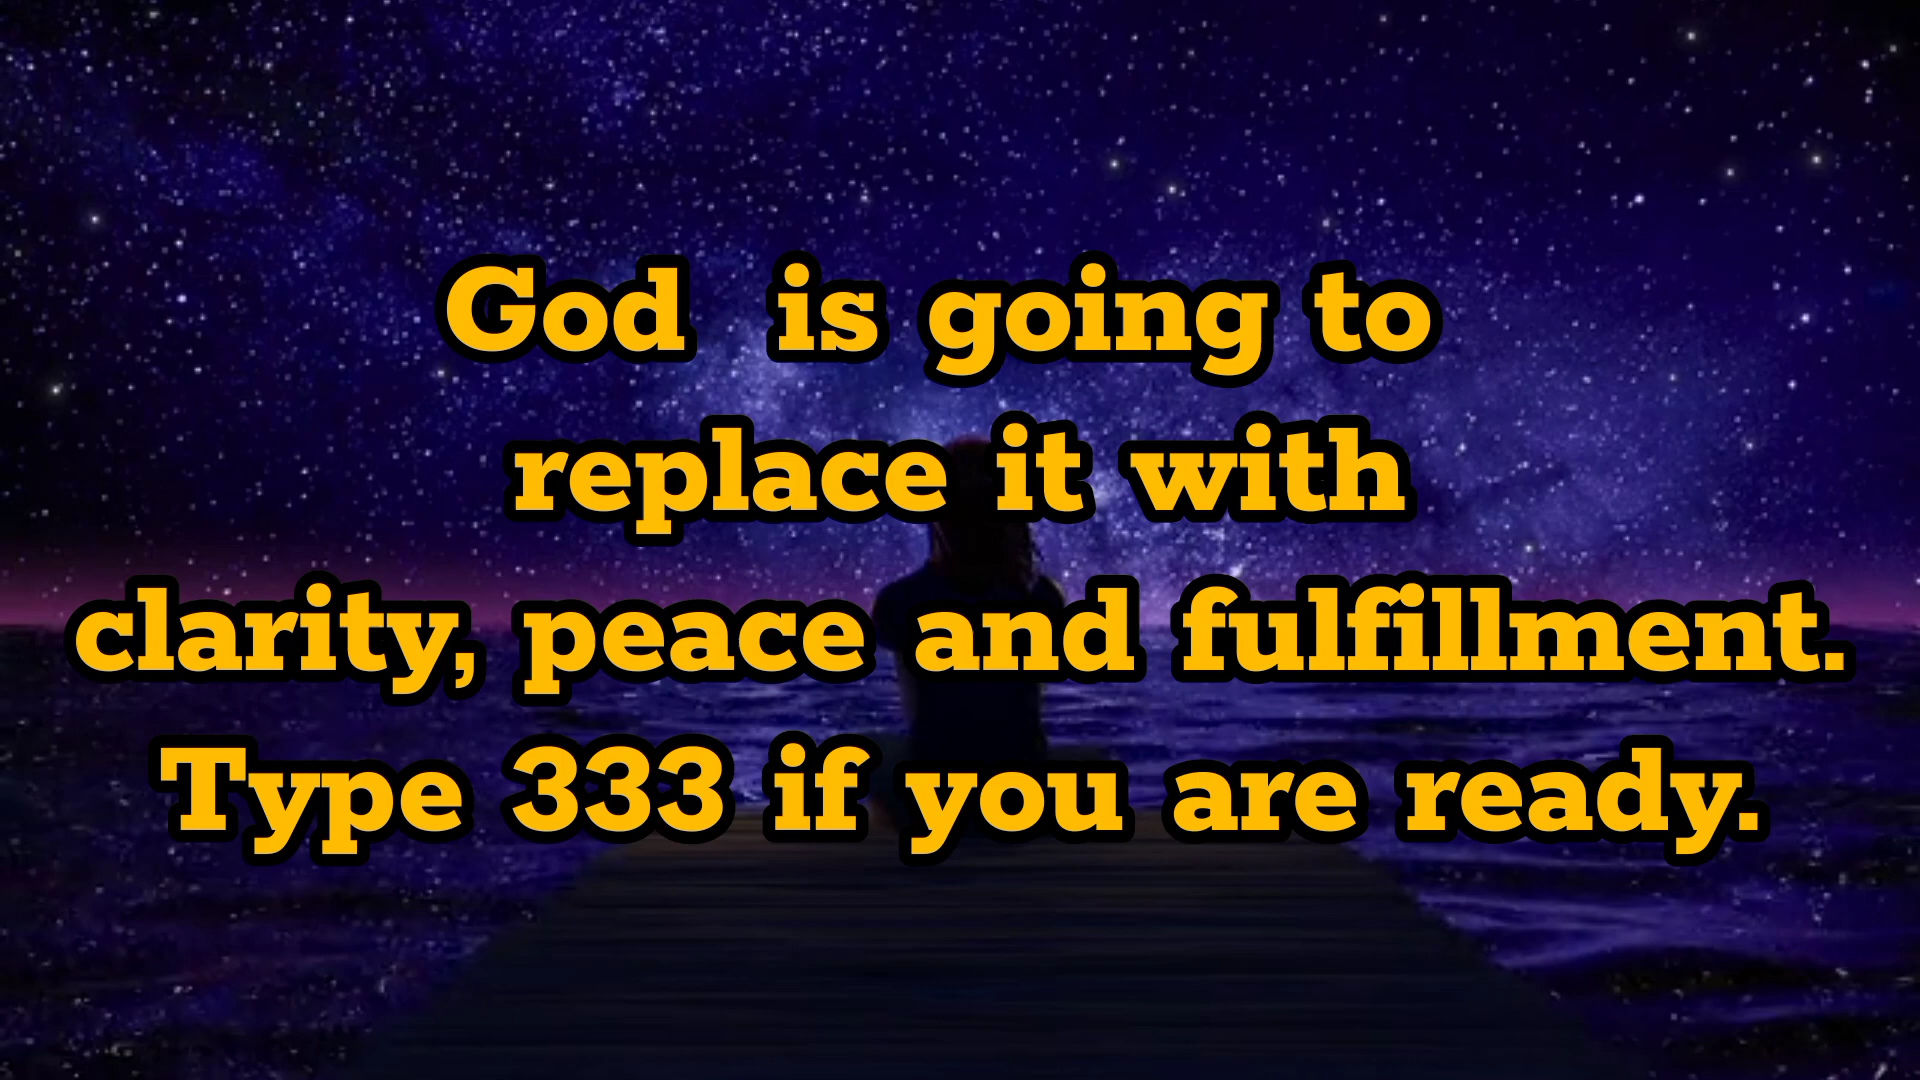 God  is going to
replace it with
clarity, peace and fulfillment.
Type 333 if you are ready.